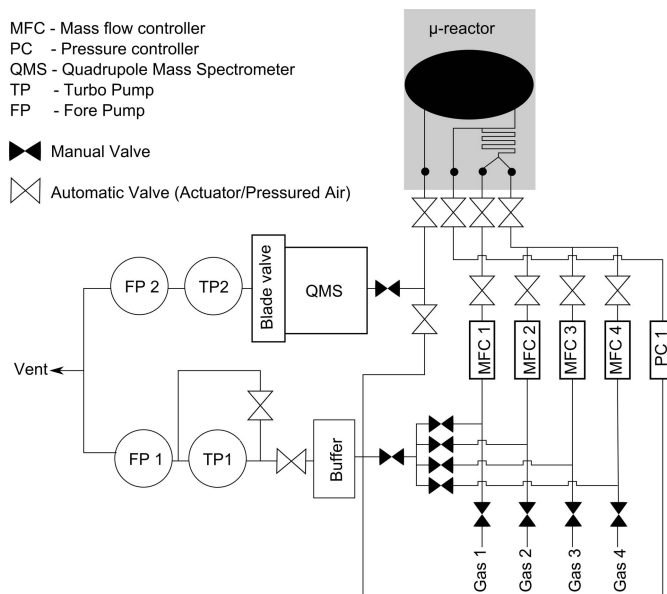 MFC - Mass flow controller
PC - Pressure controller
QMS - Quadrupole Mass Spectrometer
TP - Turbo Pump
FP - Fore Pump
Manual Valve
Automatic Valve (Actuator/Pressured Air)
μ-reactor
FP 2
TP2
Blade valve
QMS
MFC 1
MFC 2
MFC 3
MFC 4
PC 1
Vent
FP 1
TP1
Buffer
Gas 1
Gas 2
Gas 3
Gas 4